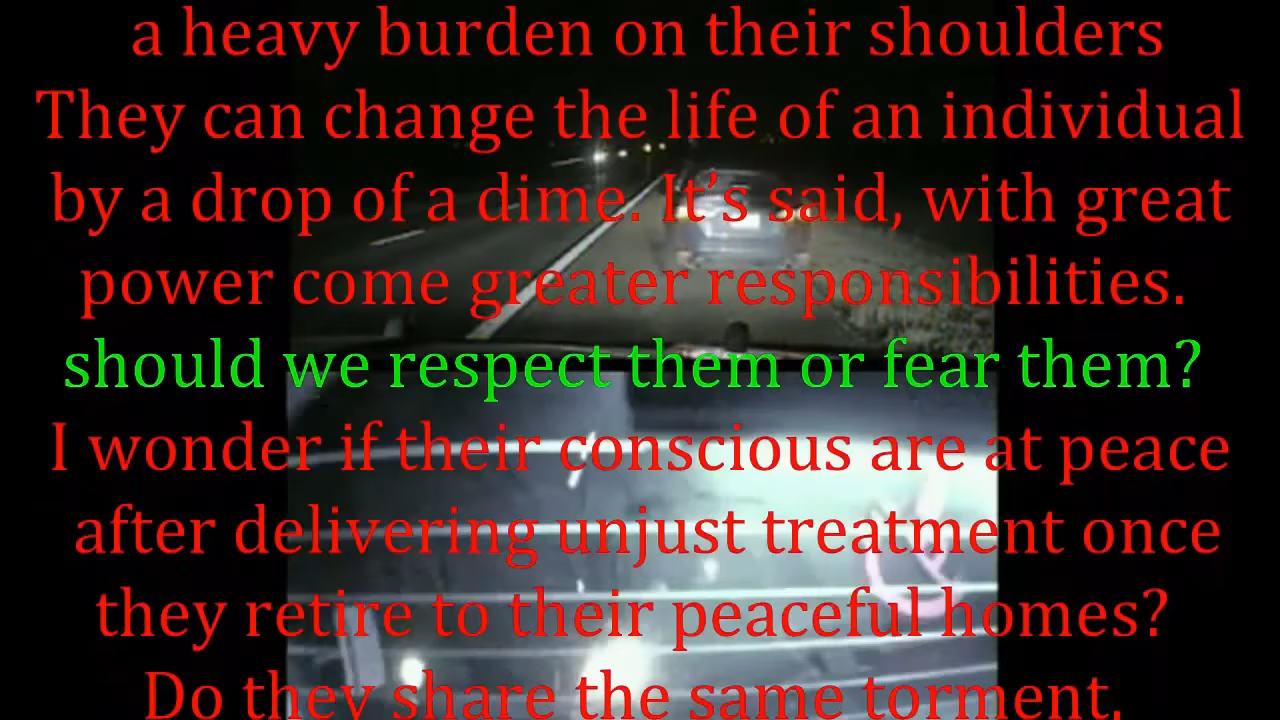 a heavy burden on their shoulders
They can change the life of an individual
by a drop of a dime. It’s said, with great
power come greater responsibilities.
should we respect them or fear them?
I wonder if their conscious are at peace
after delivering unjust treatment once
they retire to their peaceful homes?
Do they share the same torment,